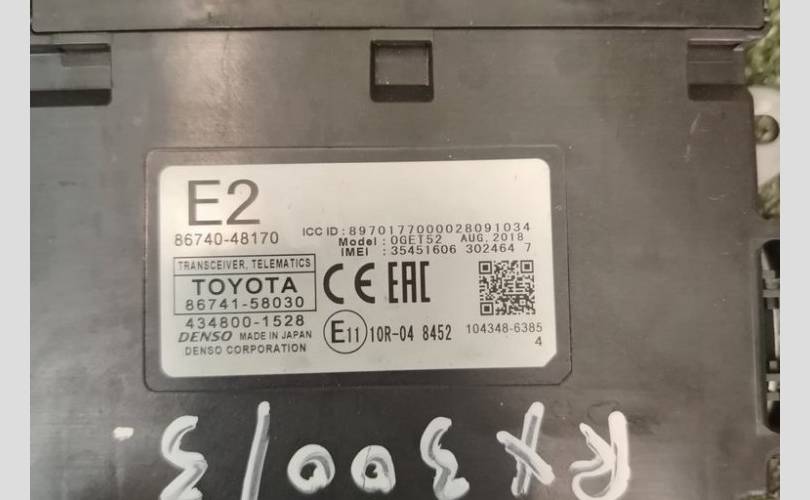 E2
86740-48170
ICC ID : 8970177000028091034
Model : 0GET52 AUG, 2018
IMEI : 35451606 302464 7
TRANSCEIVER, TELEMATICS
TOYOTA
86741-58030
CE EAC
434800-1528
DENSO MADE IN JAPAN
DENSO CORPORATION
E11 10R-04 8452
104348-6385
4
RX300/3